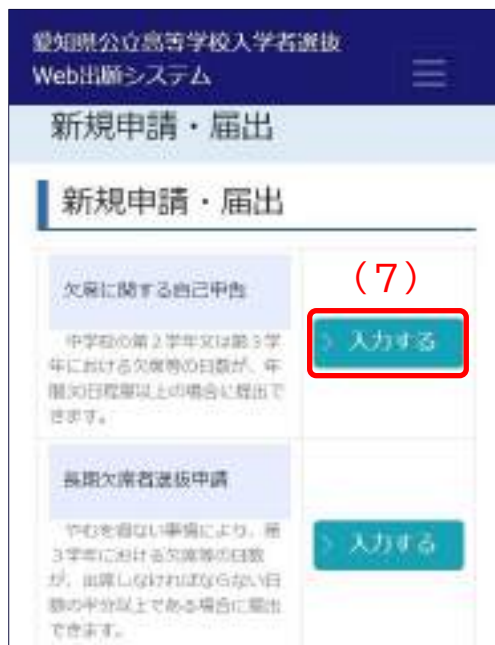 愛知県公立高等学校入学者選抜
Web出願システム
新規申請・届出
新規申請・届出
欠席に関する自己申告
(7)
中学校の第2学年又は第3学
年における欠席等の日数が、年
間30日程度以上の場合に提出で
きます。
入力する
長期欠席者選抜申請
やむを得ない事情により、第
3学年における欠席等の日数
が、出席しなければならない日
数の半分以上である場合に届出
できます。
入力する